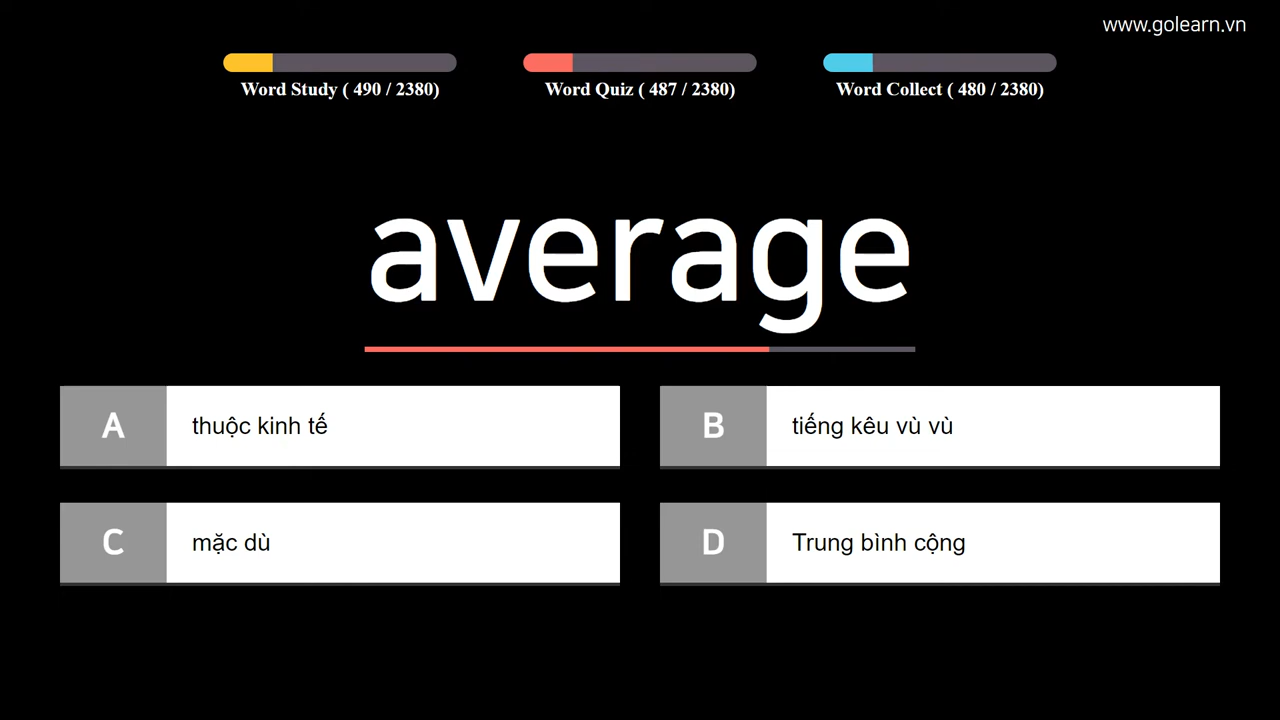 www.golearn.vn
Word Study ( 490 / 2380)
Word Quiz ( 487 / 2380)
Word Collect ( 480 / 2380)
average
A
thuộc kinh tế
B
tiếng kêu vù vù
C
mặc dù
D
Trung bình cộng